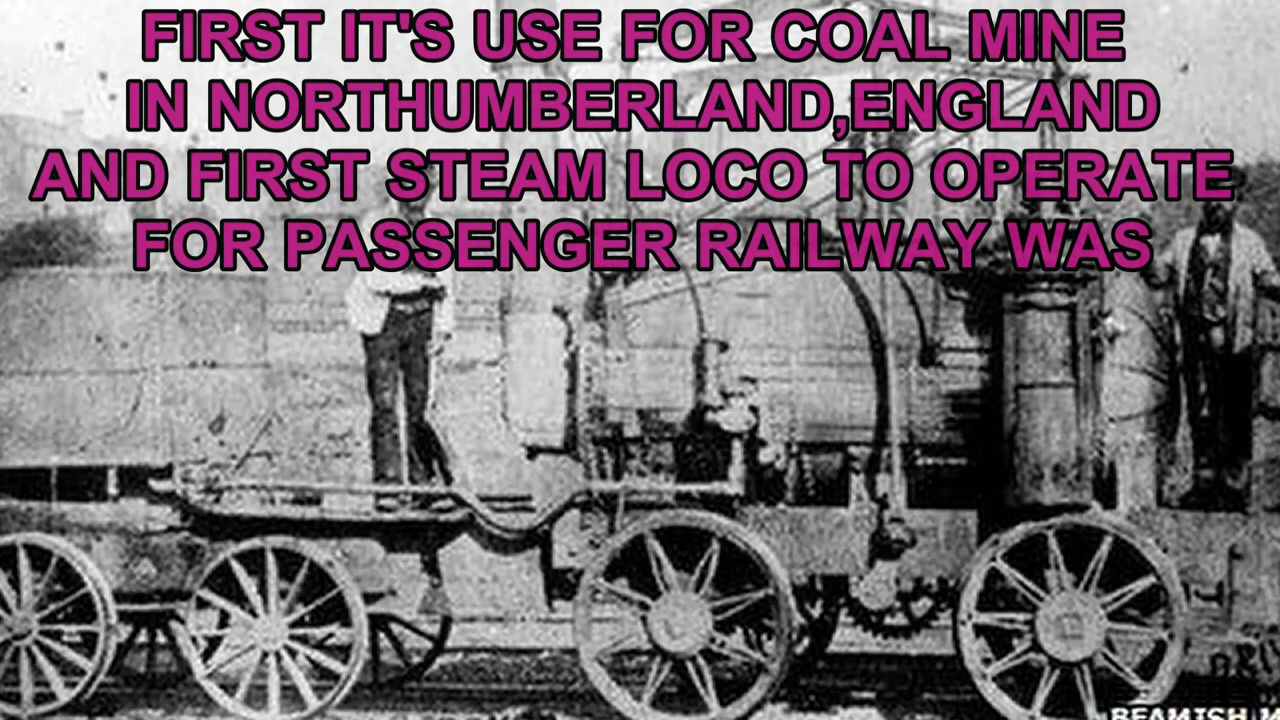 FIRST IT'S USE FOR COAL MINE
IN NORTHUMBERLAND,ENGLAND
AND FIRST STEAM LOCO TO OPERATE
FOR PASSENGER RAILWAY WAS
BEAMISH